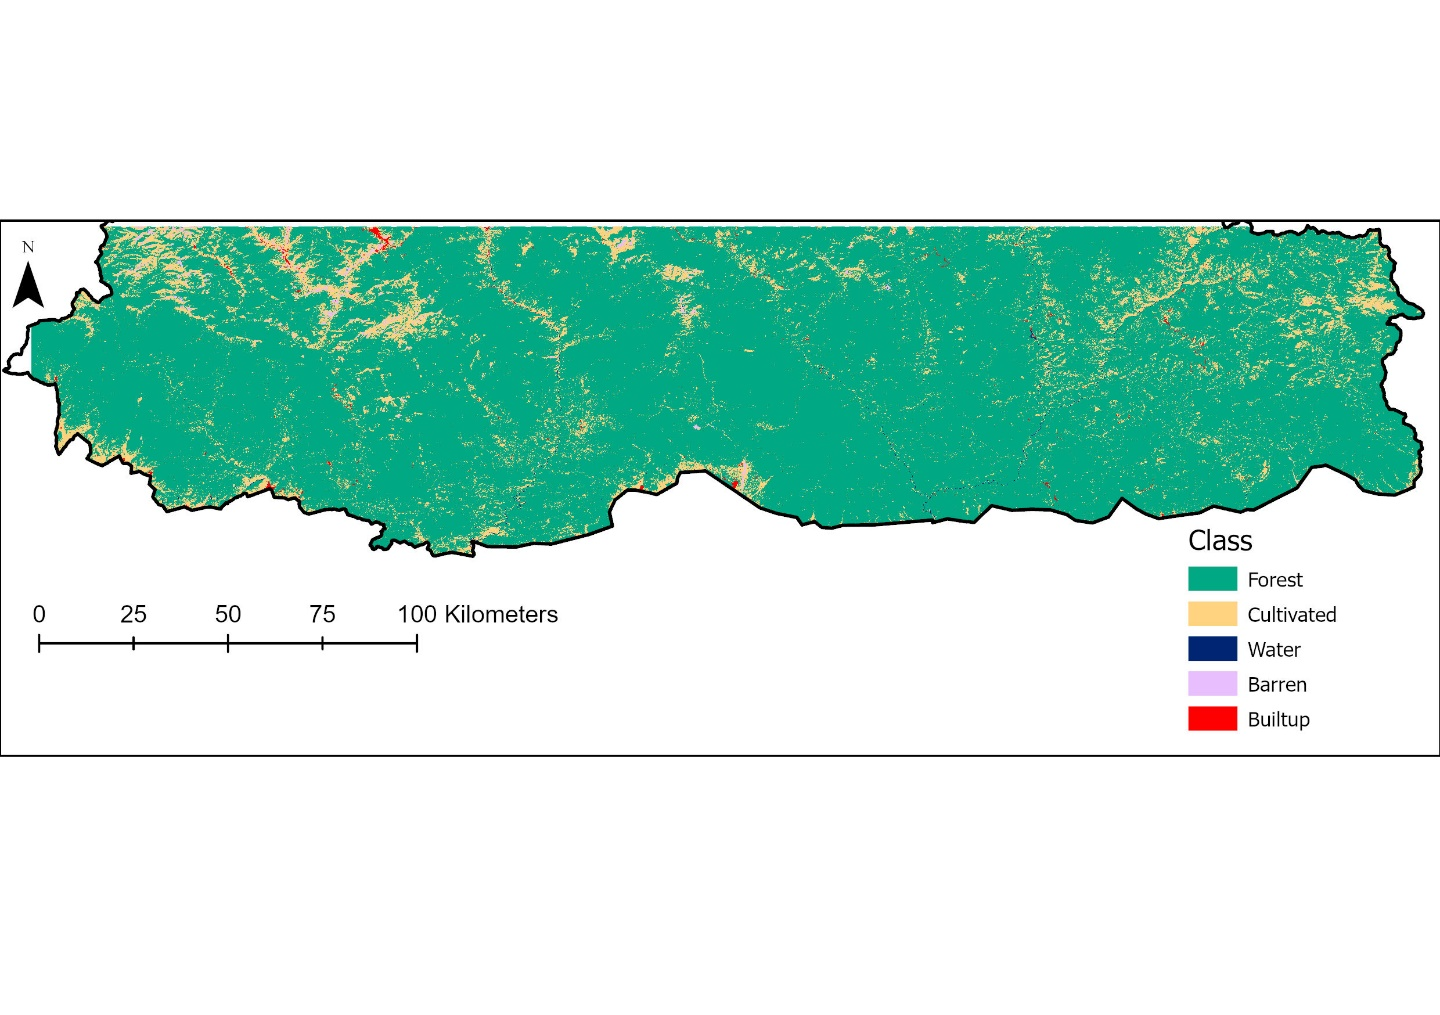 N
Class
Forest
Cultivated
Water
Barren
Builtup
0 25 50 75 100 Kilometers